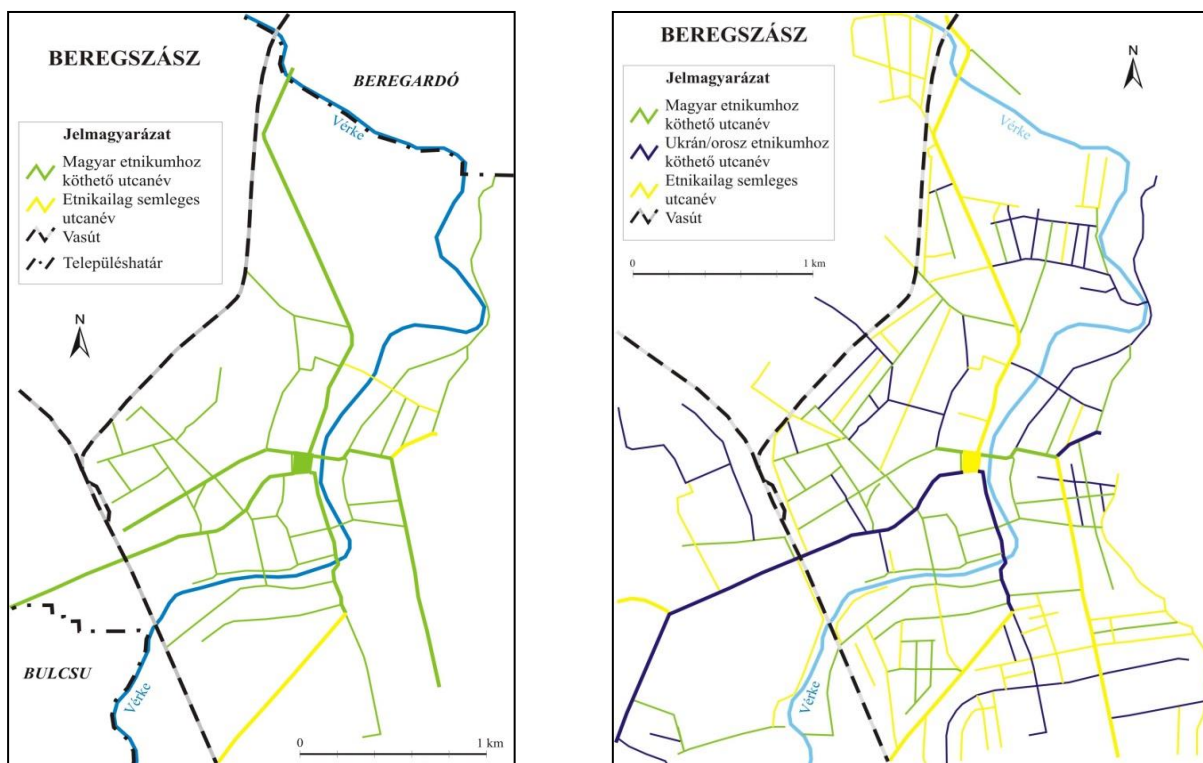 BEREGSZÁSZ
BEREGARDÓ
Vérke
Jelmagyarázat
Magyar etnikumhoz
köthető utcanév
Etnikailag semleges
utcanév
Vasút
Településhatár
N
BULCSU
Vérke
0
1 km
BEREGSZÁSZ
N
Jelmagyarázat
Magyar etnikumhoz
köthető utcanév
Ukrán/orosz etnikumhoz
köthető utcanév
Etnikailag semleges
utcanév
Vasút
0
1 km
Vérke
Vérke